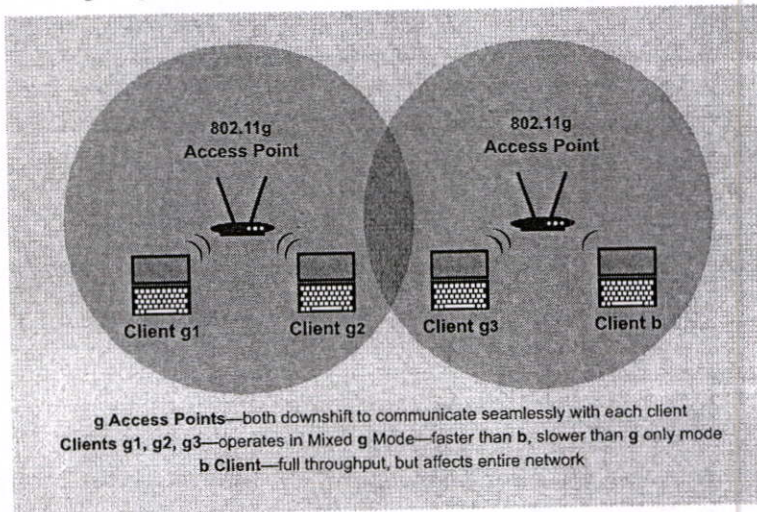 802.11g
Access Point
802.11g
Access Point
Client g1
Client g2
Client g3
Client b
g Access Points—both downshift to communicate seamlessly with each client
Clients g1, g2, g3—operates in Mixed g Mode—faster than b, slower than g only mode
b Client—full throughput, but affects entire network